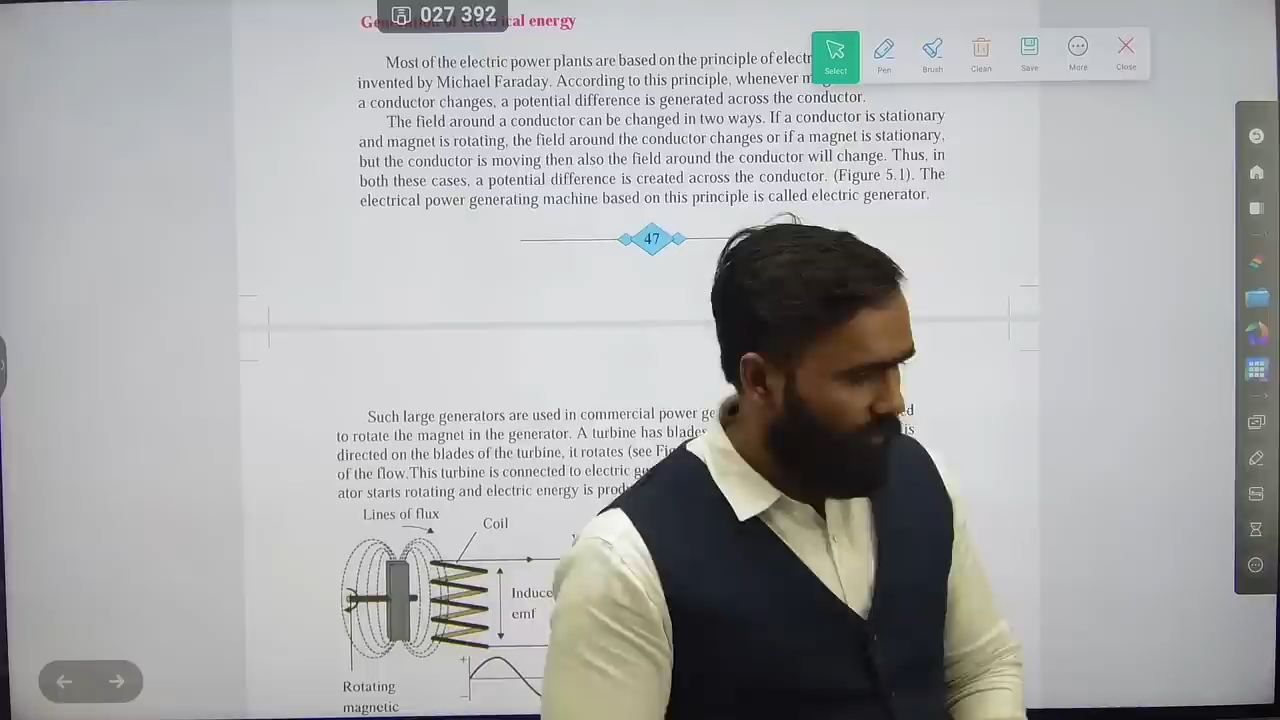 027 392
ical energy
Select
Pen
Brush
Clean
Save
More
Close
Most of the electric power plants are based on the principle of
invented by Michael Faraday. According to this principle, whenever
a conductor changes, a potential difference is generated across the conductor.
The field around a conductor can be changed in two ways. If a conductor is stationary
and magnet is rotating, the field around the conductor changes or if a magnet is stationary,
but the conductor is moving then also the field around the conductor will change. Thus, in
both these cases, a potential difference is created across the conductor. (Figure 5.1). The
electrical power generating machine based on this principle is called electric generator.
47
Such large generators are used in commercial power
to rotate the magnet in the generator. A turbine has blades
is
directed on the blades of the turbine, it rotates (see
of the flow.This turbine is connected to electric
ator starts rotating and electric energy is
Lines of flux
Coil
Induce
emf
+
–
Rotating
magnetic